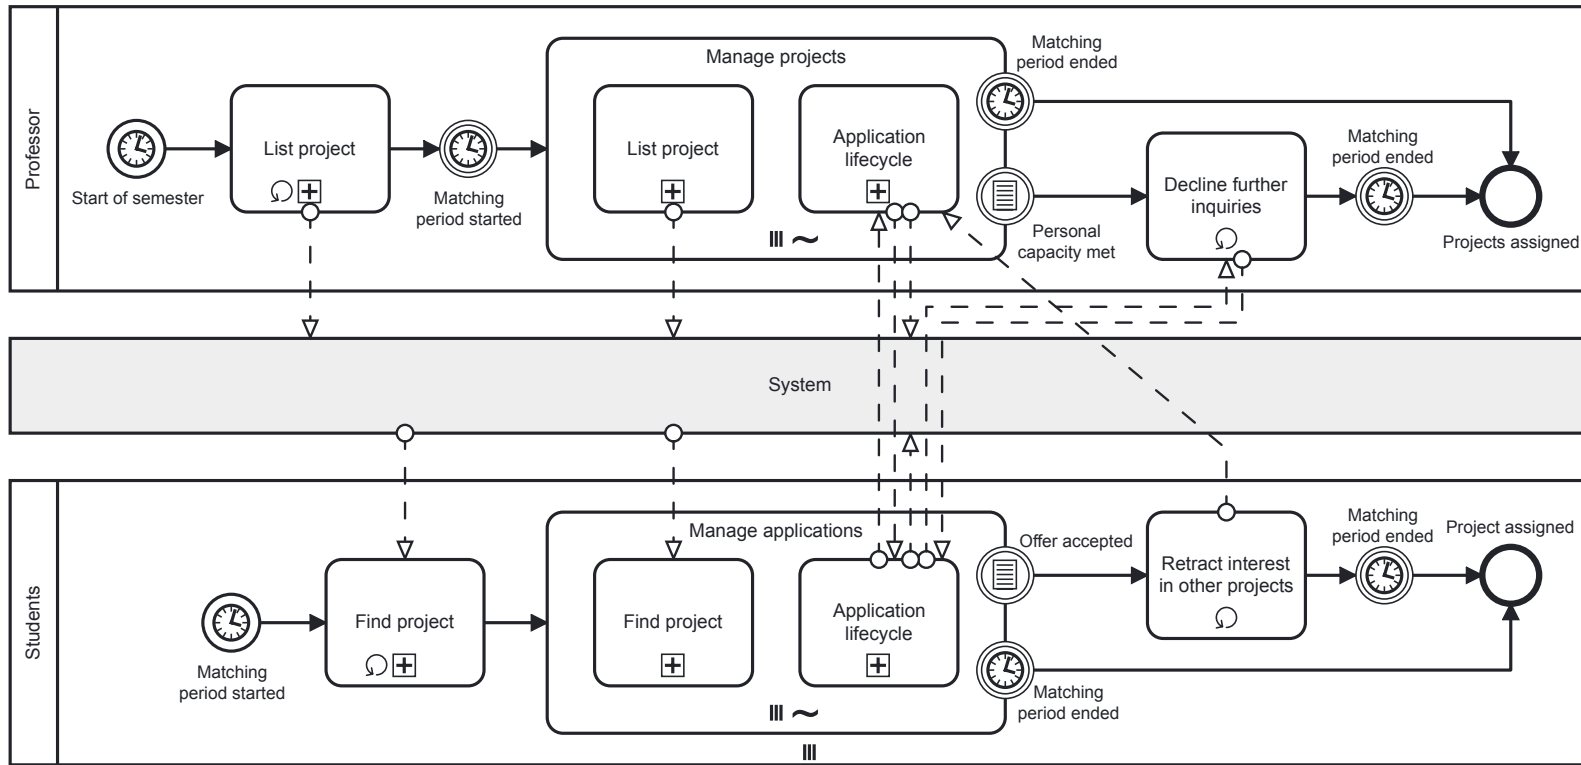 Professor
Start of semester
List project
Matching
period started
Manage projects
List project
Application
lifecycle
Matching
period ended
Personal
capacity met
Decline further
inquiries
Matching
period ended
Projects assigned
System
Students
Matching
period started
Find project
Manage applications
Find project
Application
lifecycle
Offer accepted
Matching
period ended
Retract interest
in other projects
Matching
period ended
Project assigned